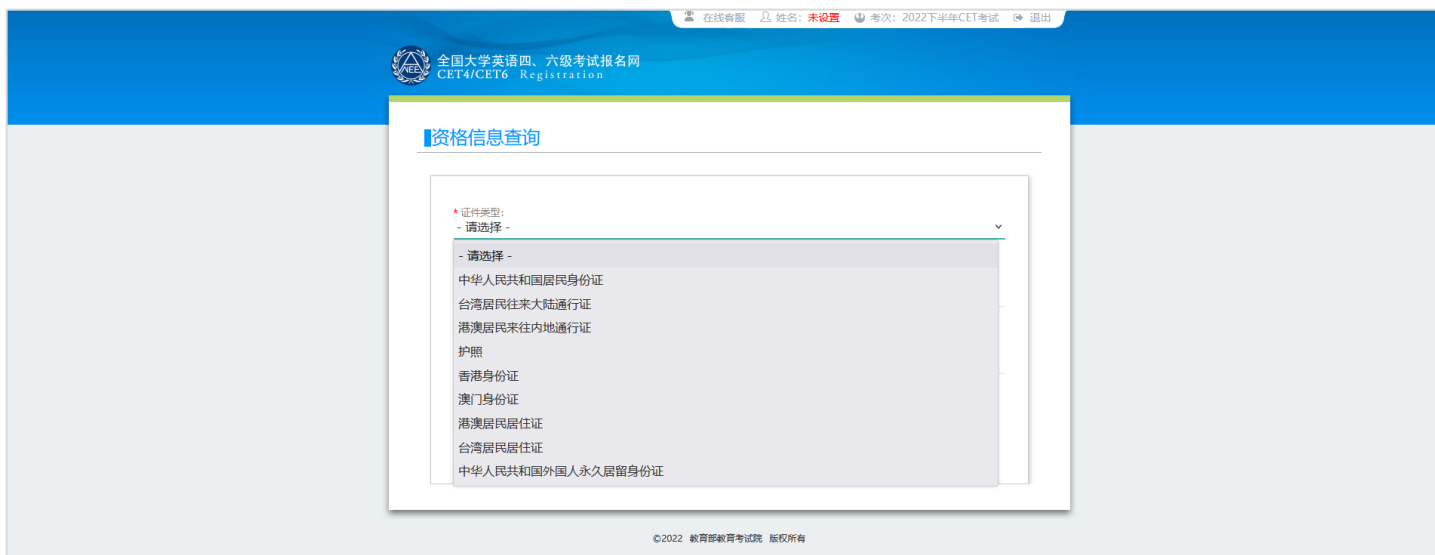 在线客服 姓名：未设置 考次：2022下半年CET考试 退出
NEEA
全国大学英语四、六级考试报名网
CET4/CET6 Registration
资格信息查询
* 证件类型：
- 请选择 -
- 请选择 -
中华人民共和国居民身份证
台湾居民往来大陆通行证
港澳居民来往内地通行证
护照
香港身份证
澳门身份证
港澳居民居住证
台湾居民居住证
中华人民共和国外国人永久居留身份证
©2022 教育部教育考试院 版权所有